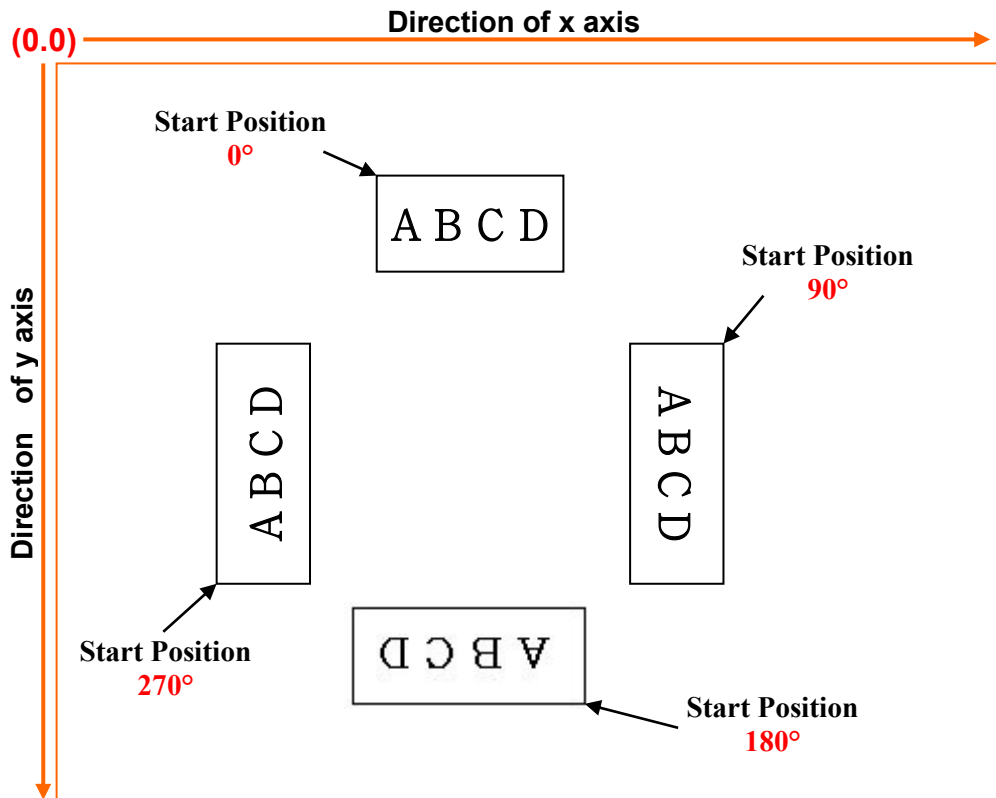 Direction of x axis
(0.0)
Start Position
0°
A B C D
Start Position
90°
Direction of y axis
A B C D
A B C D
Start Position
270°
A B C D
Start Position
180°